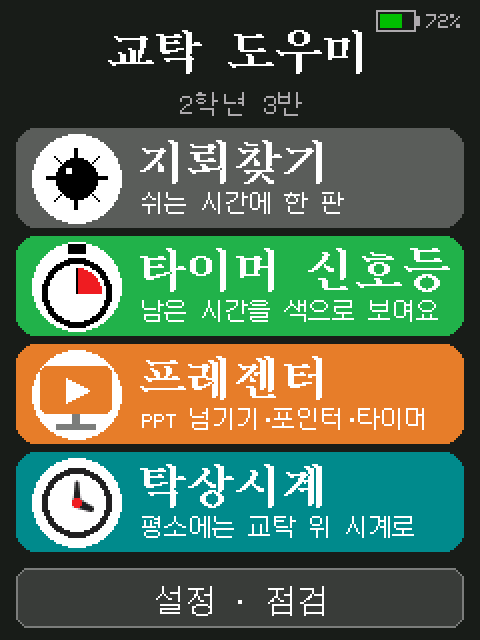 72%
교탁 도우미
2학년 3반
지뢰찾기
쉬는 시간에 한 판
타이머 신호등
남은 시간을 색으로 보여요
프레젠터
PPT 넘기기·포인터·타이머
탁상시계
평소에는 교탁 위 시계로
설정 · 점검